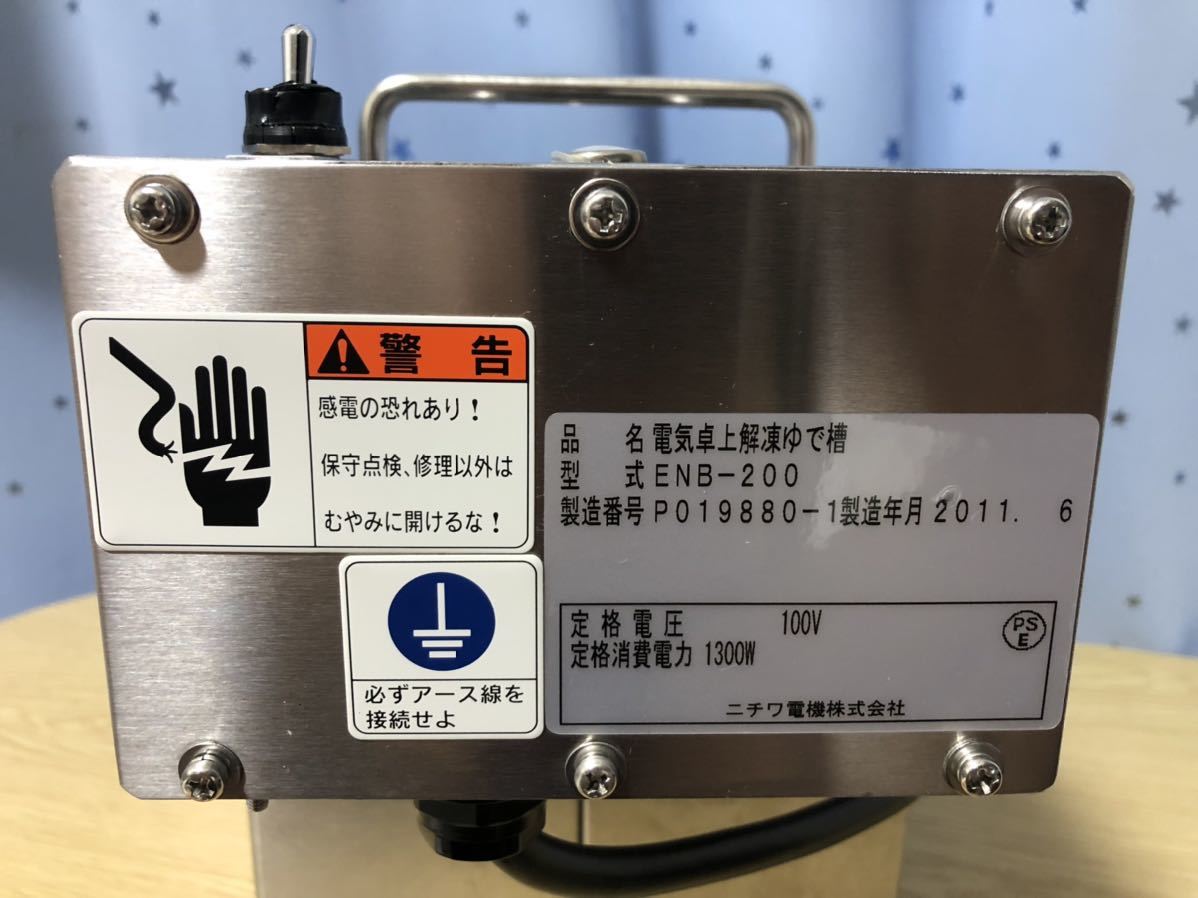 警告
感電の恐れあり！
保守点検、修理以外は
むやみに開けるな！
必ずアース線を
接続せよ
品名 電気卓上解凍ゆで槽
型式 ENB-200
製造番号 P019880-1 製造年月 2011. 6
定格電圧 100V
定格消費電力 1300W
PS
E
ニチワ電機株式会社